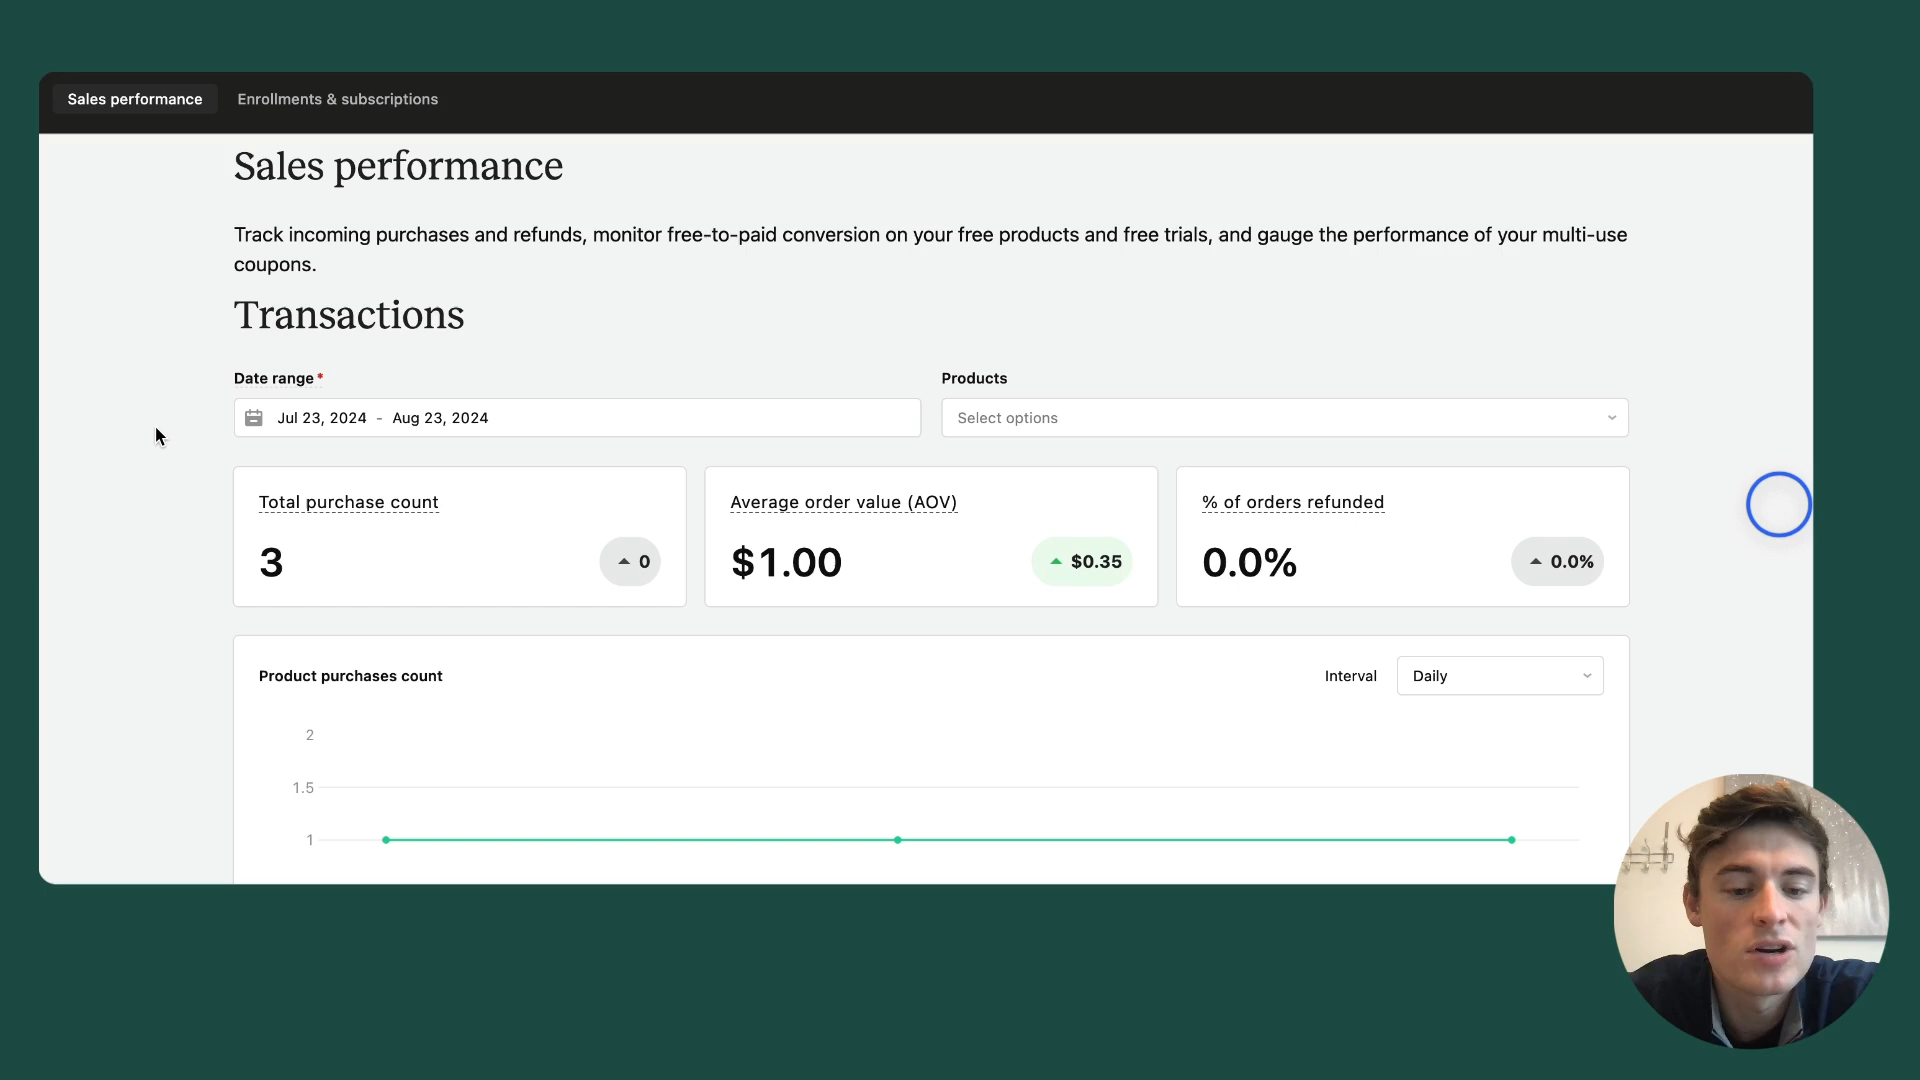 Sales performance
Enrollments & subscriptions
Sales performance
Track incoming purchases and refunds, monitor free-to-paid conversion on your free products and free trials, and gauge the performance of your multi-use
coupons.
Transactions
Date range*
Products
Jul 23, 2024 - Aug 23, 2024
Select options
Total purchase count
Average order value (AOV)
% of orders refunded
3
0
$1.00
$0.35
0.0%
0.0%
Product purchases count
Interval
Daily
2
1.5
1